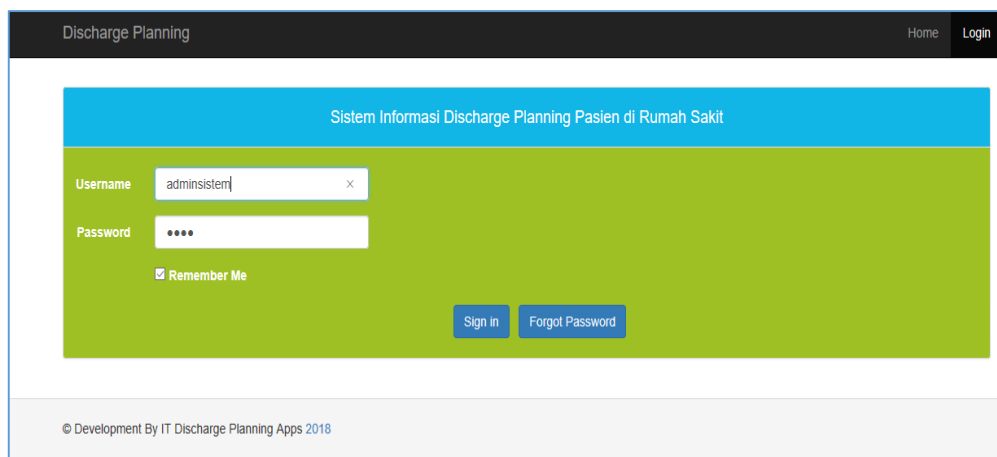 Discharge Planning Home Login
Sistem Informasi Discharge Planning Pasien di Rumah Sakit
Username adminsistem X
Password ••••
Remember Me
Sign in Forgot Password
© Development By IT Discharge Planning Apps 2018